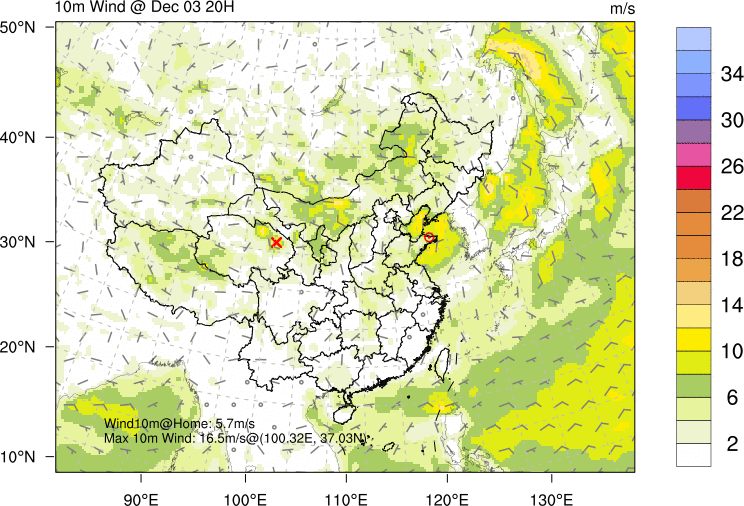 10m Wind @ Dec 03 20H
m/s
50°N
40°N
30°N
20°N
10°N
90°E
100°E
110°E
120°E
130°E
Wind10m@Home: 5.7m/s
Max 10m Wind: 16.5m/s@(100.32E, 37.03N)
34
30
26
22
18
14
10
6
2